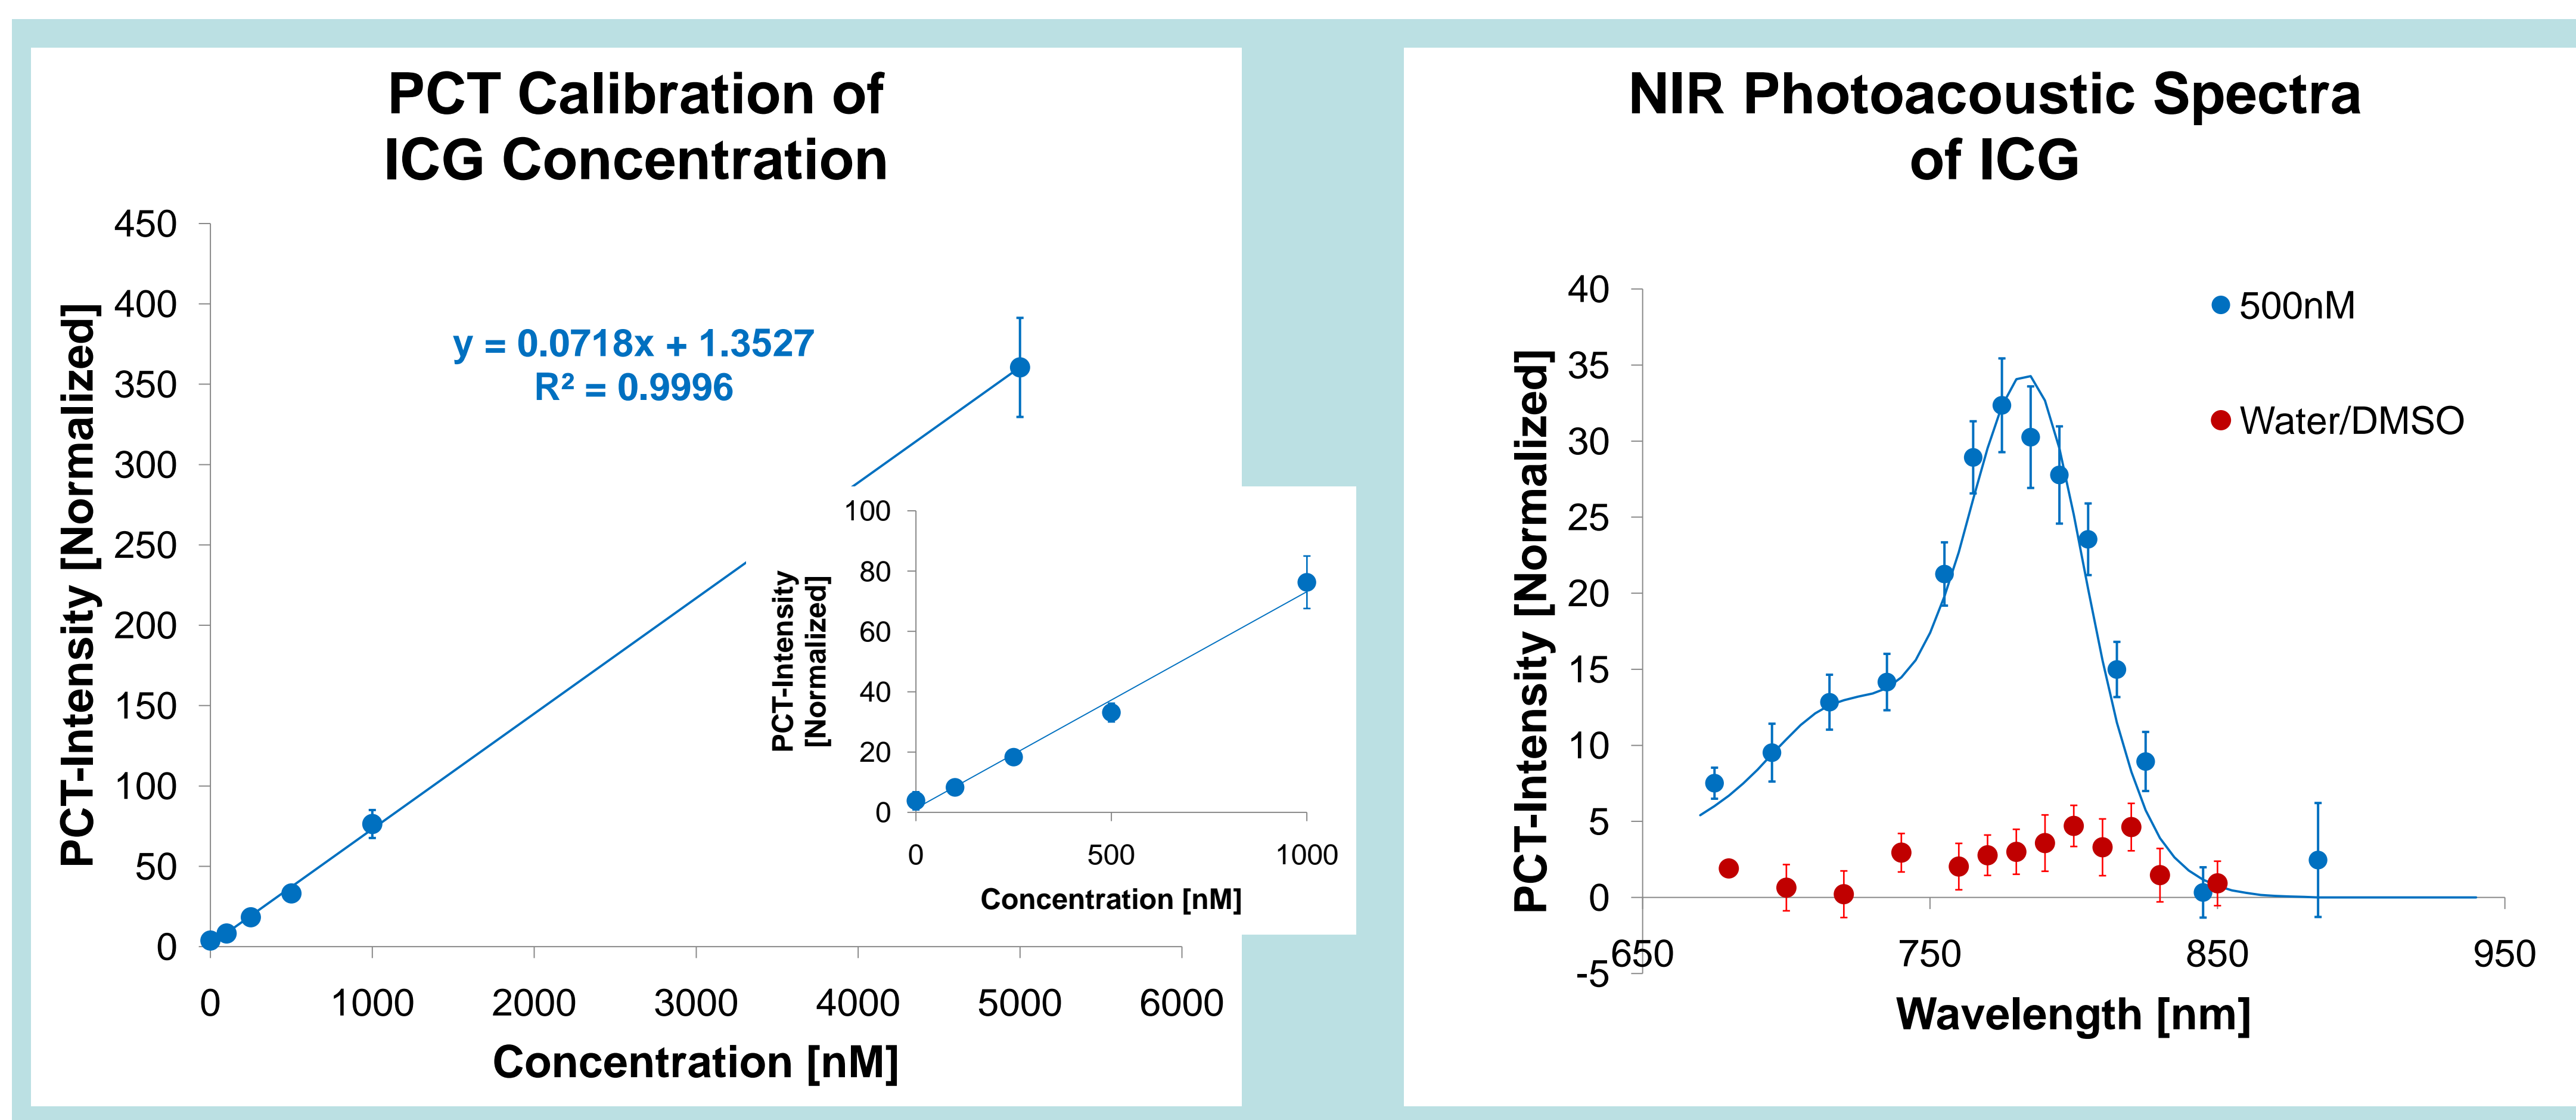 PCT Calibration of
ICG Concentration
450
400
350
300
250
200
150
100
50
0
PCT-Intensity [Normalized]
y = 0.0718x + 1.3527
R² = 0.9996
0 1000 2000 3000 4000 5000 6000
Concentration [nM]
100
80
60
40
20
0
PCT-Intensity
[Normalized]
0 500 1000
Concentration [nM]
NIR Photoacoustic Spectra
of ICG
40
35
30
25
20
15
10
5
0
-5
PCT-Intensity [Normalized]
500nM
Water/DMSO
650 750 850 950
Wavelength [nm]